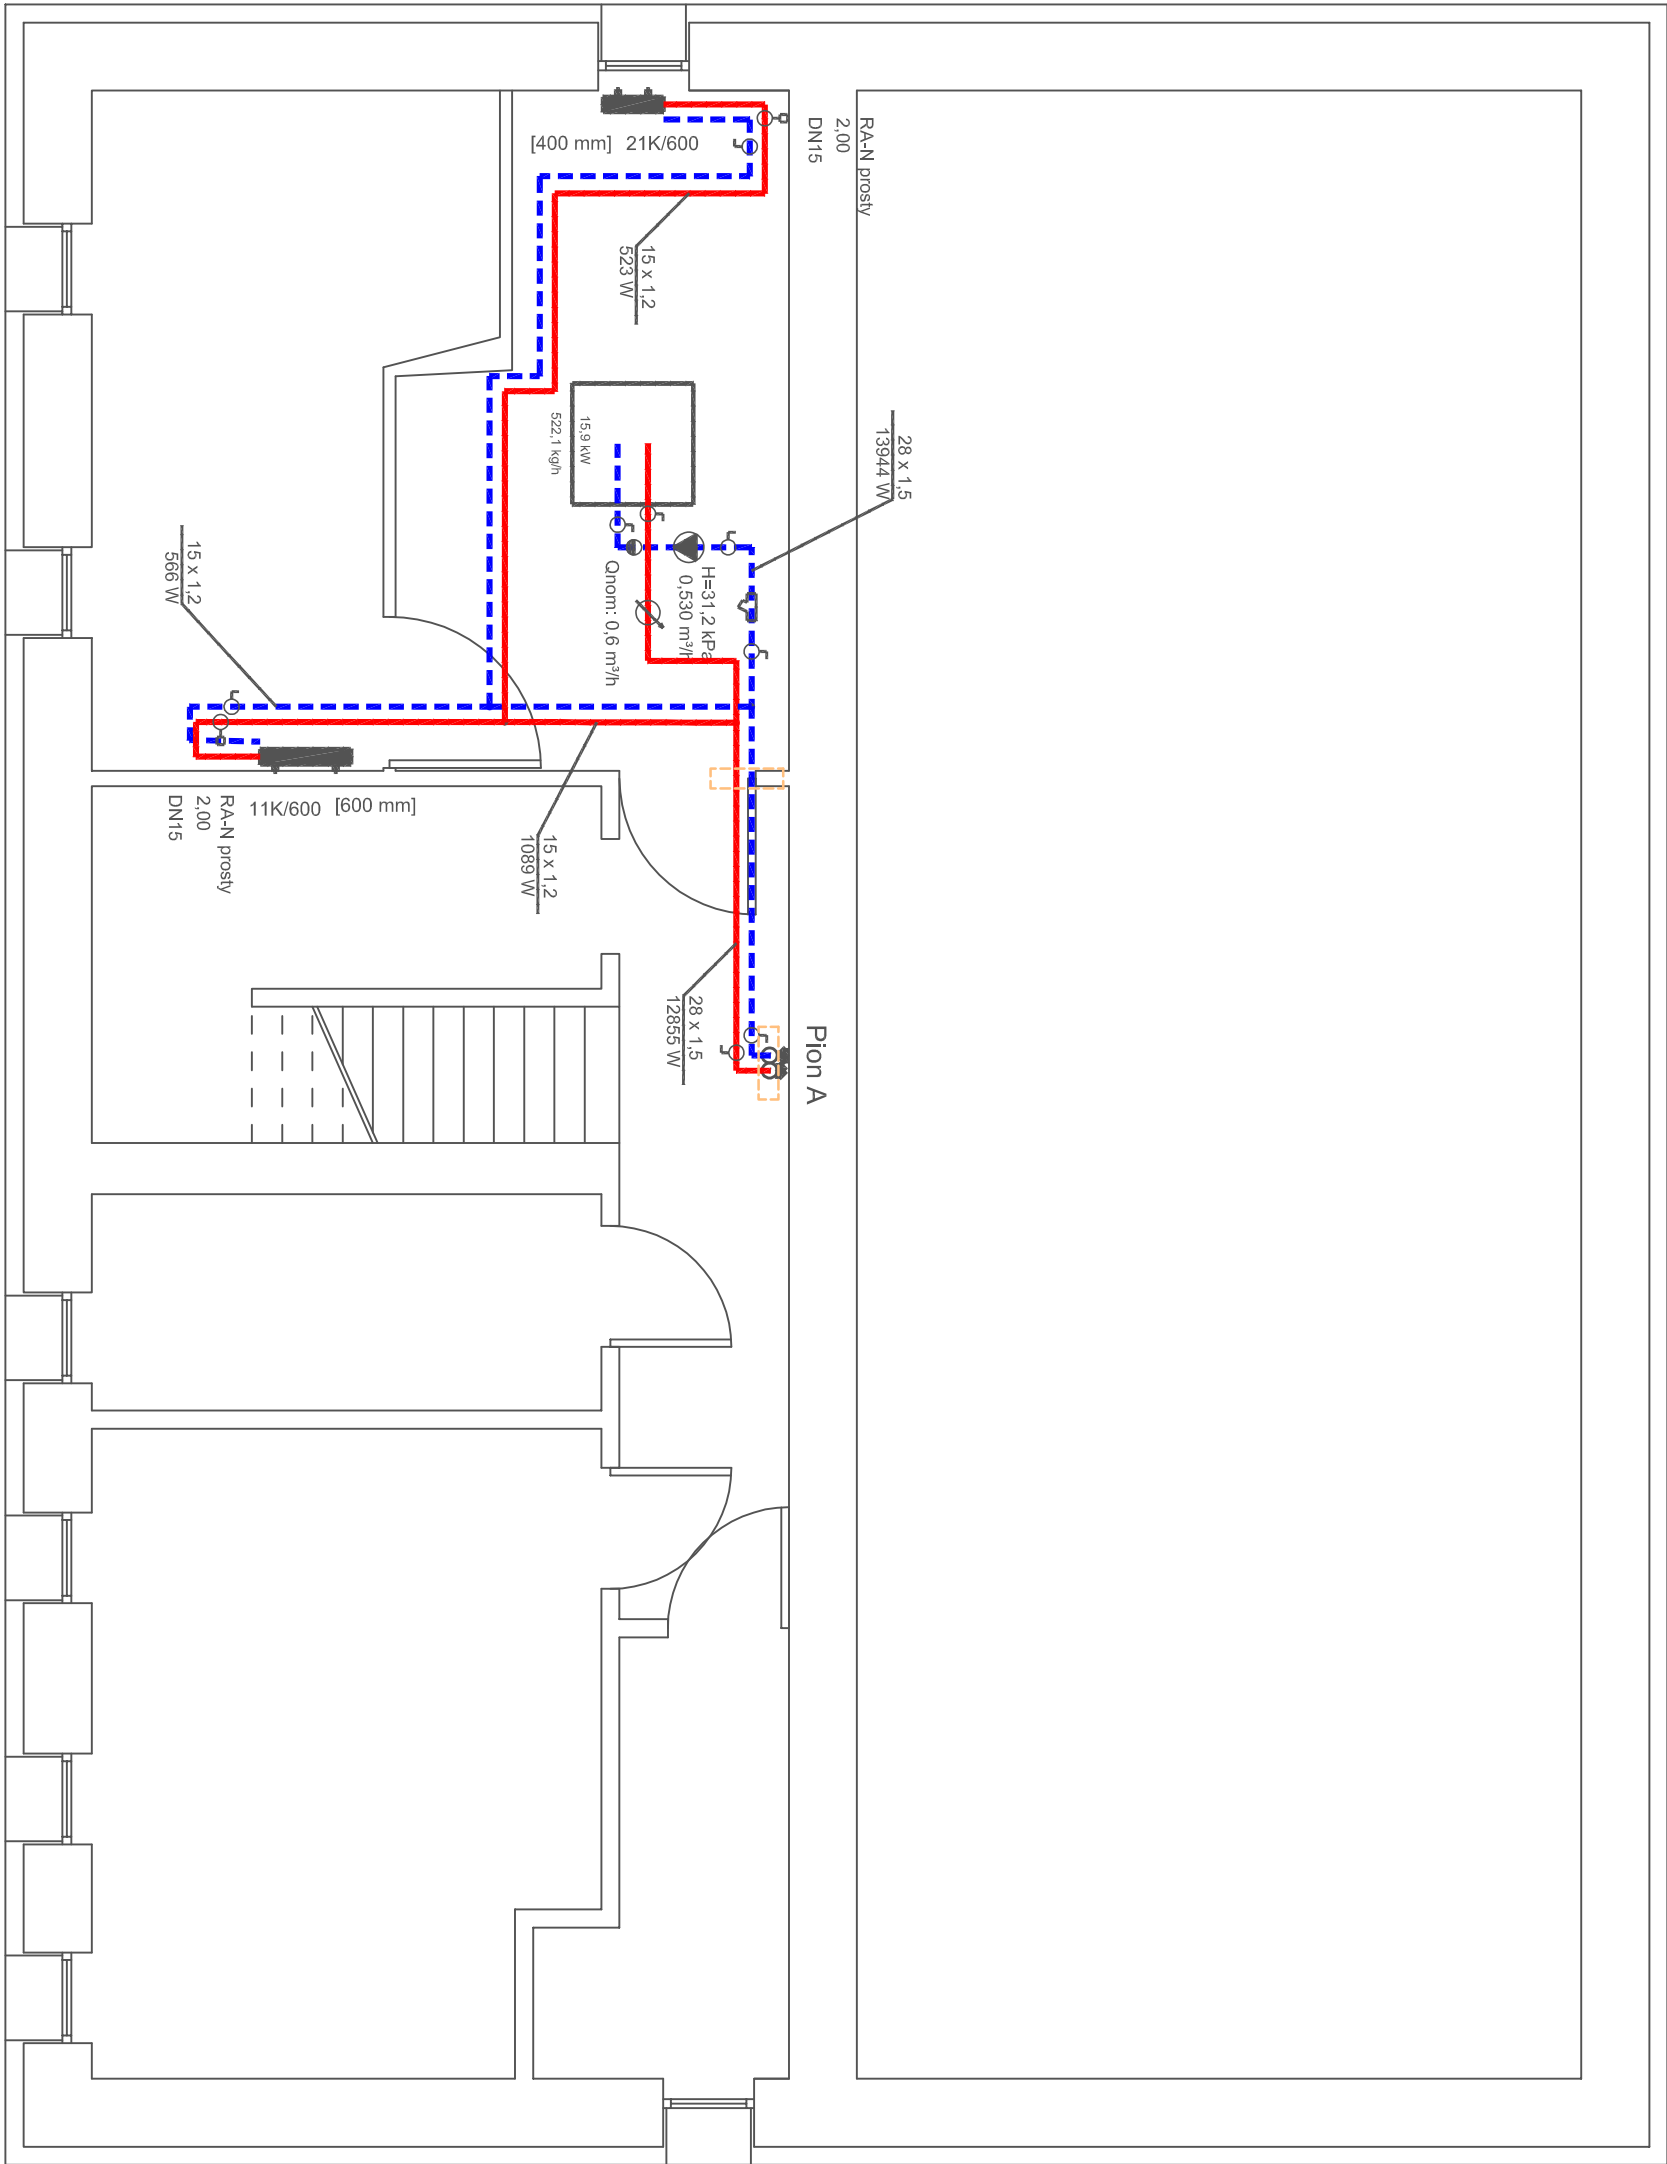 RA-N prosty
2,00
DN15
[400 mm] 21K/600
15 x 1,2
523 W
28 x 1,5
13944 W
15,9 kW
522,1 kg/h
H=31,2 kPa
0,530 m³/h
Qnom: 0,6 m³/h
15 x 1,2
566 W
RA-N prosty
2,00
DN15
11K/600 [600 mm]
15 x 1,2
1089 W
28 x 1,5
12855 W
Pion A